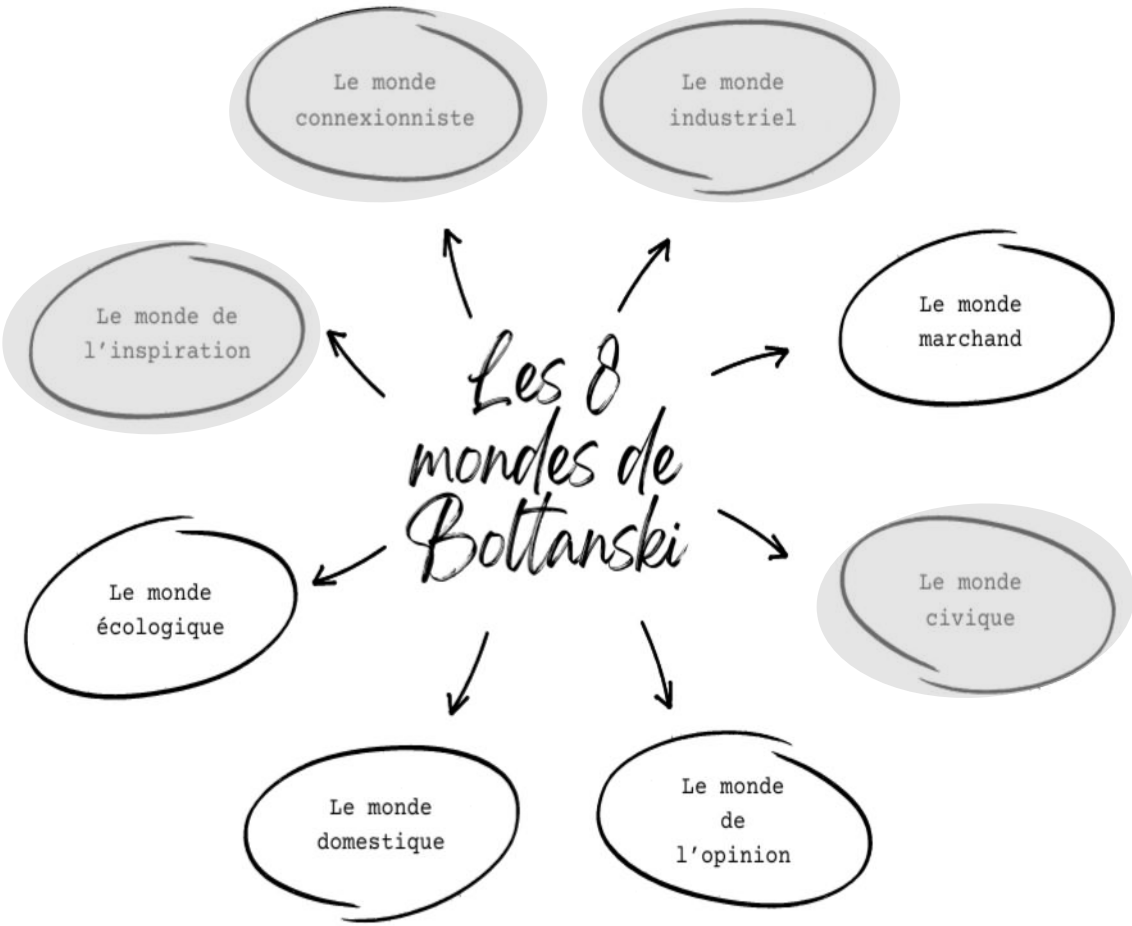 Le monde
connexionniste
Le monde
industriel
Le monde de
l'inspiration
Le monde
marchand
Les 8
mondes de
Boltanski
Le monde
écologique
Le monde
civique
Le monde
domestique
Le monde
de
l'opinion